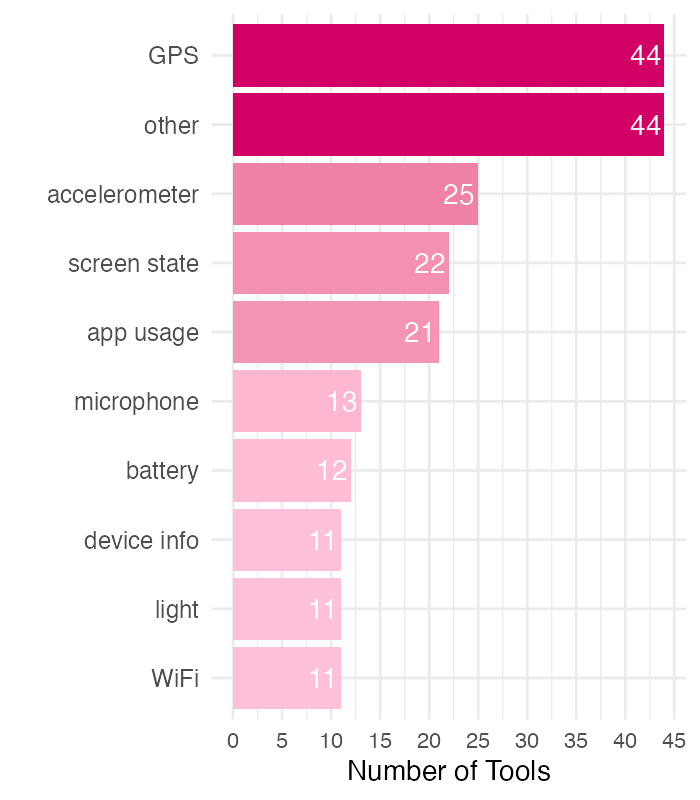 GPS 44
other 44
accelerometer 25
screen state 22
app usage 21
microphone 13
battery 12
device info 11
light 11
WiFi 11
0 5 10 15 20 25 30 35 40 45
Number of Tools